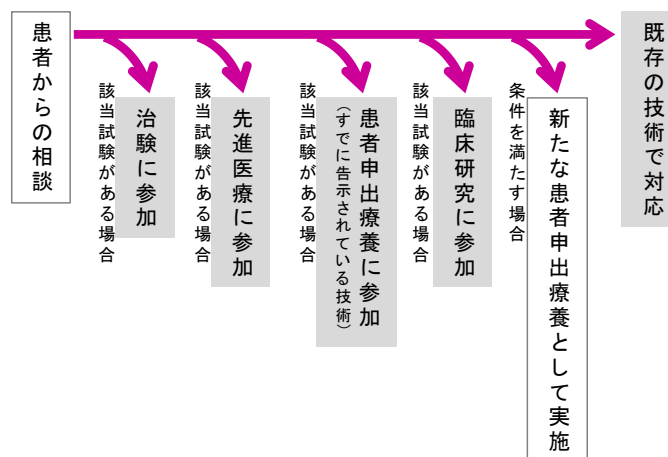 患者からの相談
該当試験がある場合
治験に参加
該当試験がある場合
先進医療に参加
該当試験がある場合
患者申出療養に参加
(すでに告示されている技術)
該当試験がある場合
臨床研究に参加
条件を満たす場合
新たな患者申出療養として実施
既存の技術で対応